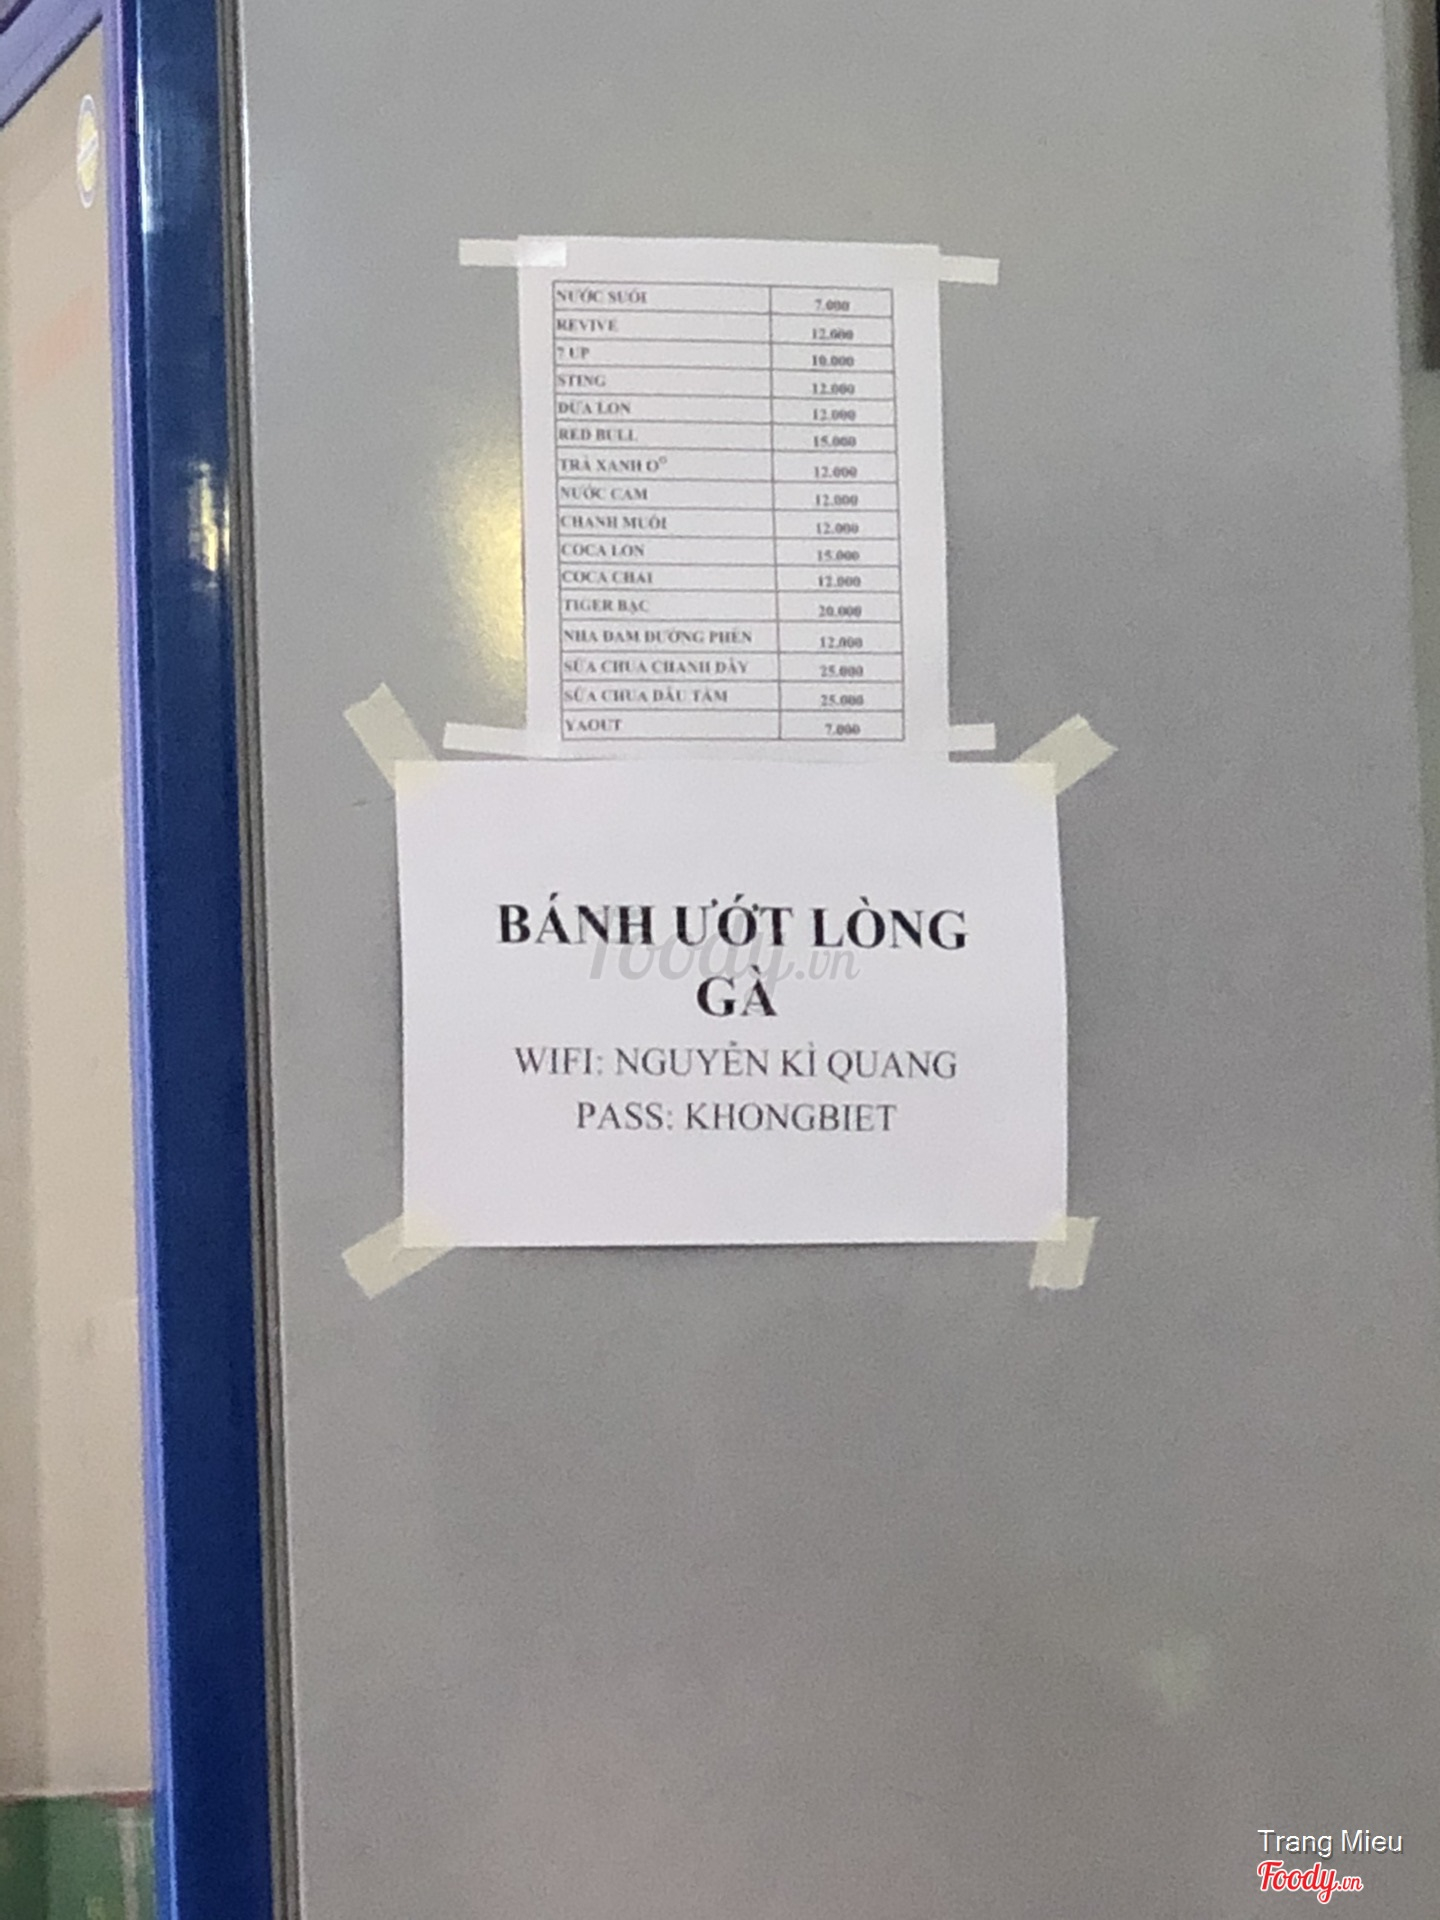 NƯỚC SUỐI 7.000
REVIVE 12.000
7 UP 10.000
STING 12.000
DỪA LON 12.000
RED BULL 15.000
TRÀ XANH O° 12.000
NƯỚC CAM 12.000
CHANH MUỐI 12.000
COCA LON 15.000
COCA CHAI 12.000
TIGER BẠC 20.000
NHA ĐAM ĐƯỜNG PHÈN 12.000
SỮA CHUA CHANH DÂY 25.000
SỮA CHUA DÂU TẰM 25.000
YAOUT 7.000
BÁNH ƯỚT LÒNG
GÀ
foody.vn
WIFI: NGUYỄN KÌ QUANG
PASS: KHONGBIET
Trang Mieu
Foody.vn